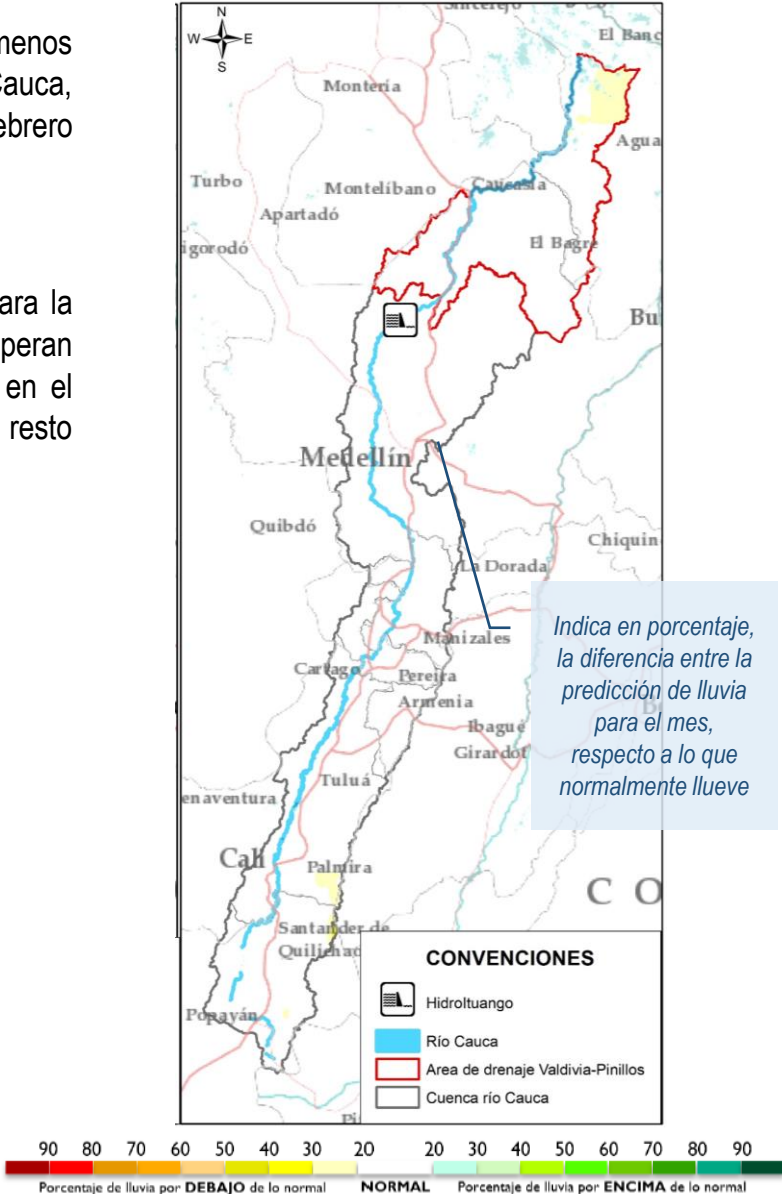 menos
Cauca,
ebrero
ara la
peran
en el
resto
N
W E
S
Sincelejo
El Banc
Montería
Agua
Turbo
Montelíbano
Caucasia
Apartadó
igorodó
El Bagre
Bu
Medellín
Quibdó
Chiquin
La Dorada
Manizales
Cartago
Pereira
Armenia
Ibagué
Girardot
Tuluá
enaventura
Cali
Palmira
C O
Santander de
Quilichao
Popayán
Indica en porcentaje,
la diferencia entre la
predicción de lluvia
para el mes,
respecto a lo que
normalmente llueve
CONVENCIONES
HidroItuango
Río Cauca
Area de drenaje Valdivia-Pinillos
Cuenca río Cauca
90 80 70 60 50 40 30 20 20 30 40 50 60 70 80 90
Porcentaje de lluvia por DEBAJO de lo normal NORMAL Porcentaje de lluvia por ENCIMA de lo normal